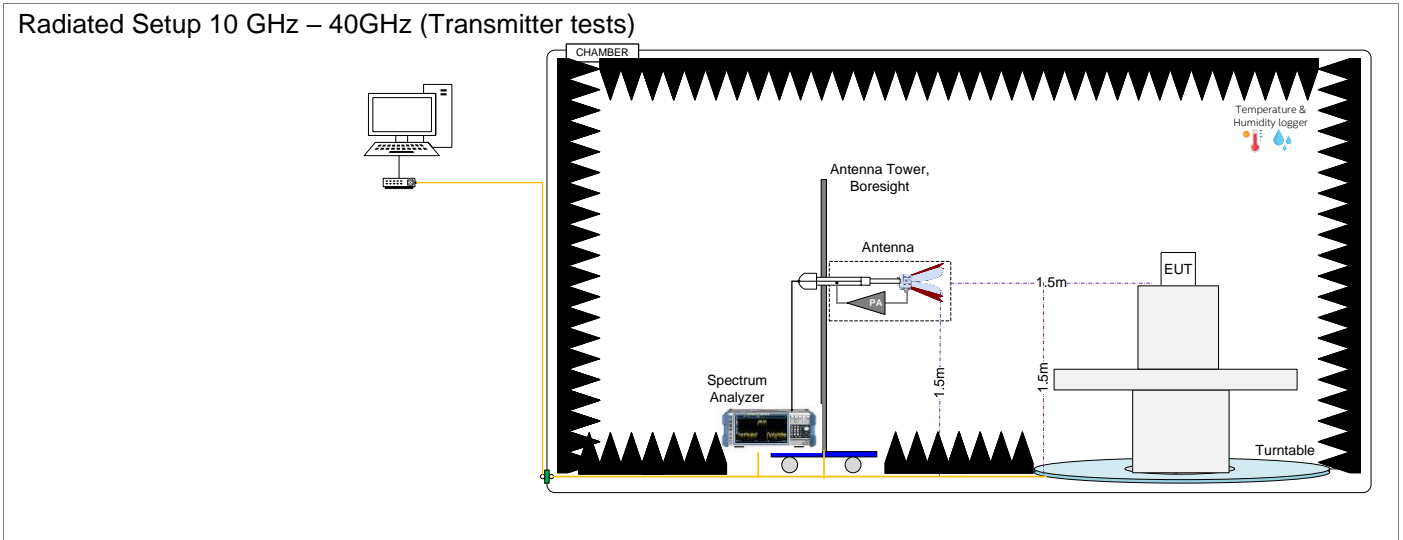 Radiated Setup 10 GHz – 40GHz (Transmitter tests)
CHAMBER
Temperature &
Humidity logger
Antenna Tower,
Boresight
Antenna
EUT
1.5m
PA
1.5m
1.5m
Spectrum
Analyzer
Turntable